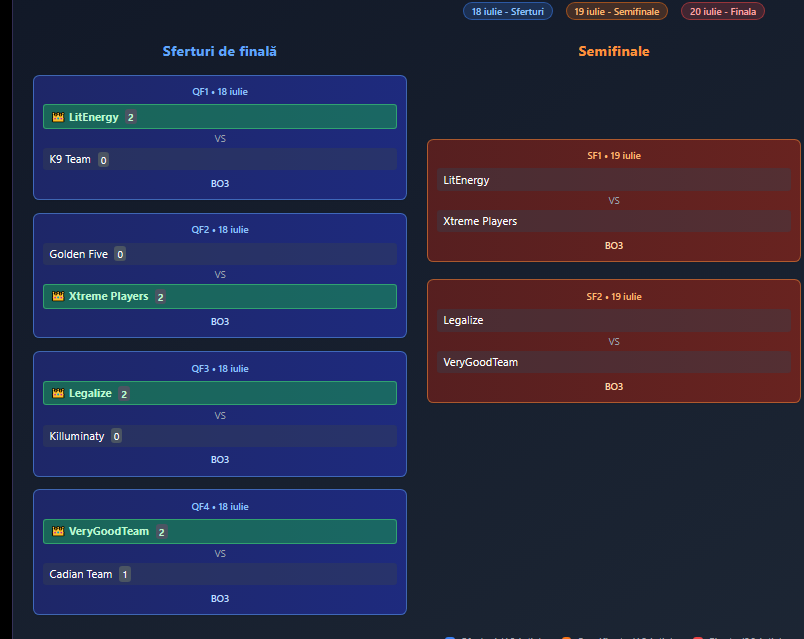 18 iulie - Sferturi
19 iulie - Semifinale
20 iulie - Finala
Sferturi de finală
QF1 • 18 iulie
LitEnergy 2
VS
K9 Team 0
BO3
QF2 • 18 iulie
Golden Five 0
VS
Xtreme Players 2
BO3
QF3 • 18 iulie
Legalize 2
VS
Killuminaty 0
BO3
QF4 • 18 iulie
VeryGoodTeam 2
VS
Cadian Team 1
BO3
Semifinale
SF1 • 19 iulie
LitEnergy
VS
Xtreme Players
BO3
SF2 • 19 iulie
Legalize
VS
VeryGoodTeam
BO3